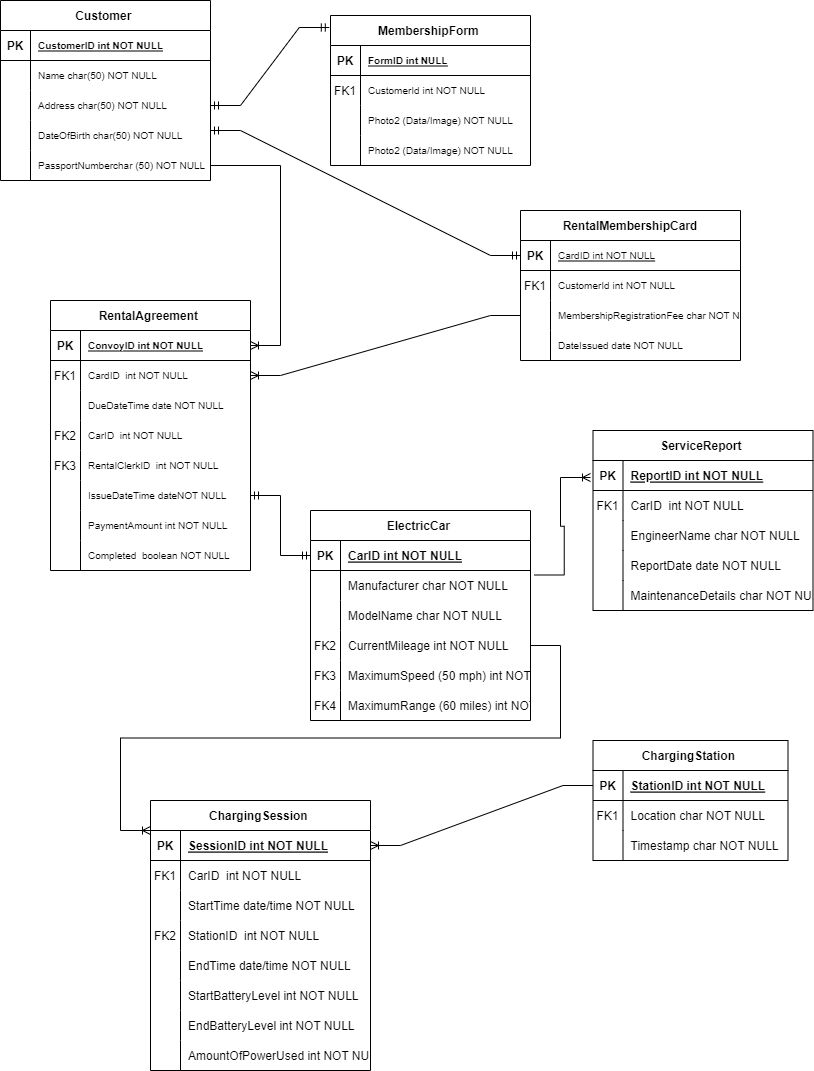 Customer
PK CustomerID int NOT NULL
Name char(50) NOT NULL
Address char(50) NOT NULL
DateOfBirth char(50) NOT NULL
PassportNumberchar (50) NOT NULL
MembershipForm
PK FormID int NULL
FK1 CustomerId int NOT NULL
Photo2 (Data/Image) NOT NULL
Photo2 (Data/Image) NOT NULL
RentalMembershipCard
PK CardID int NOT NULL
FK1 CustomerId int NOT NULL
MembershipRegistrationFee char NOT N
DateIssued date NOT NULL
RentalAgreement
PK ConvoyID int NOT NULL
FK1 CardID int NOT NULL
DueDateTime date NOT NULL
FK2 CarID int NOT NULL
FK3 RentalClerkID int NOT NULL
IssueDateTime dateNOT NULL
PaymentAmount int NOT NULL
Completed boolean NOT NULL
ServiceReport
PK ReportID int NOT NULL
FK1 CarID int NOT NULL
EngineerName char NOT NULL
ReportDate date NOT NULL
MaintenanceDetails char NOT NU
ElectricCar
PK CarID int NOT NULL
Manufacturer char NOT NULL
ModelName char NOT NULL
FK2 CurrentMileage int NOT NULL
FK3 MaximumSpeed (50 mph) int NOT
FK4 MaximumRange (60 miles) int NO
ChargingStation
PK StationID int NOT NULL
FK1 Location char NOT NULL
Timestamp char NOT NULL
ChargingSession
PK SessionID int NOT NULL
FK1 CarID int NOT NULL
StartTime date/time NOT NULL
FK2 StationID int NOT NULL
EndTime date/time NOT NULL
StartBatteryLevel int NOT NULL
EndBatteryLevel int NOT NULL
AmountOfPowerUsed int NOT NU